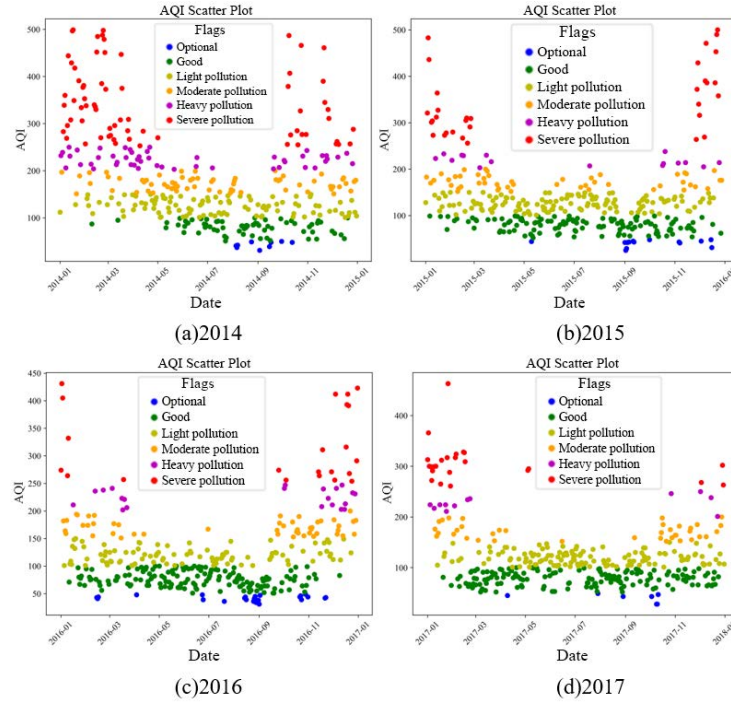 AQI Scatter Plot
Flags
Optional
Good
Light pollution
Moderate pollution
Heavy pollution
Severe pollution
500
400
300
200
100
AQI
2014-01
2014-03
2014-05
2014-07
2014-09
2014-11
2015-01
Date
(a)2014
AQI Scatter Plot
Flags
Optional
Good
Light pollution
Moderate pollution
Heavy pollution
Severe pollution
500
400
300
200
100
AQI
2015-01
2015-03
2015-05
2015-07
2015-09
2015-11
2016-01
Date
(b)2015
AQI Scatter Plot
Flags
Optional
Good
Light pollution
Moderate pollution
Heavy pollution
Severe pollution
450
400
350
300
250
200
150
100
50
AQI
2016-01
2016-03
2016-05
2016-07
2016-09
2016-11
2017-01
Date
(c)2016
AQI Scatter Plot
Flags
Optional
Good
Light pollution
Moderate pollution
Heavy pollution
Severe pollution
400
300
200
100
AQI
2017-01
2017-03
2017-05
2017-07
2017-09
2017-11
Date
(d)2017